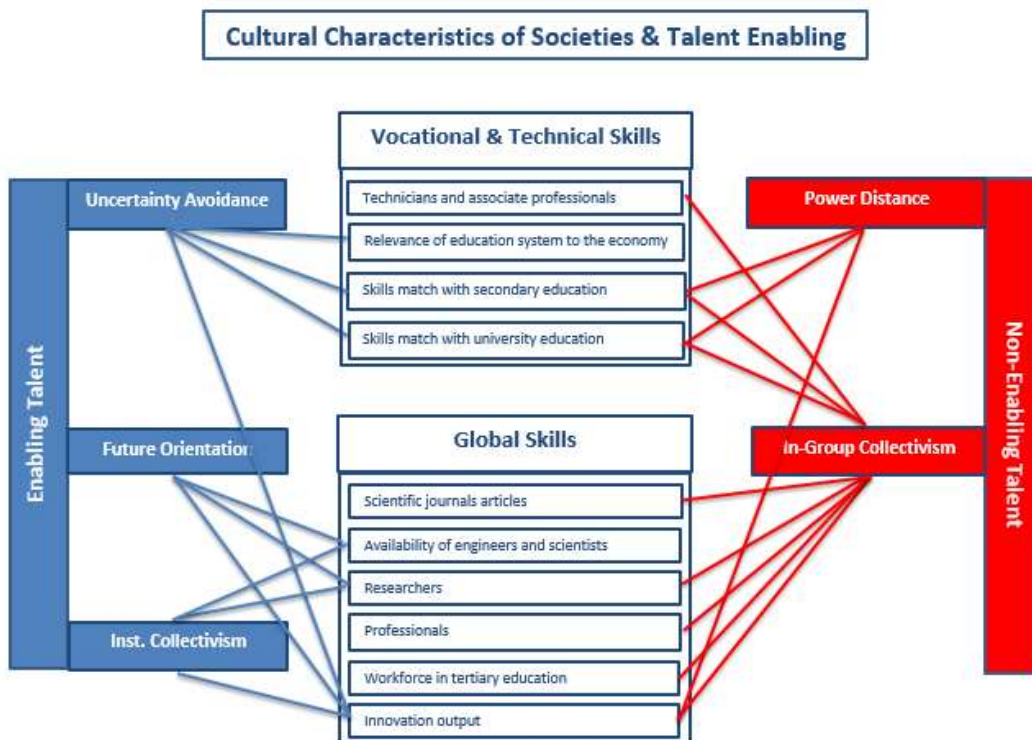 Cultural Characteristics of Societies & Talent Enabling
Enabling Talent
Uncertainty Avoidance
Future Orientation
Inst. Collectivism
Vocational & Technical Skills
Technicians and associate professionals
Relevance of education system to the economy
Skills match with secondary education
Skills match with university education
Global Skills
Scientific journals articles
Availability of engineers and scientists
Researchers
Professionals
Workforce in tertiary education
Innovation output
Power Distance
In-Group Collectivism
Non-Enabling Talent